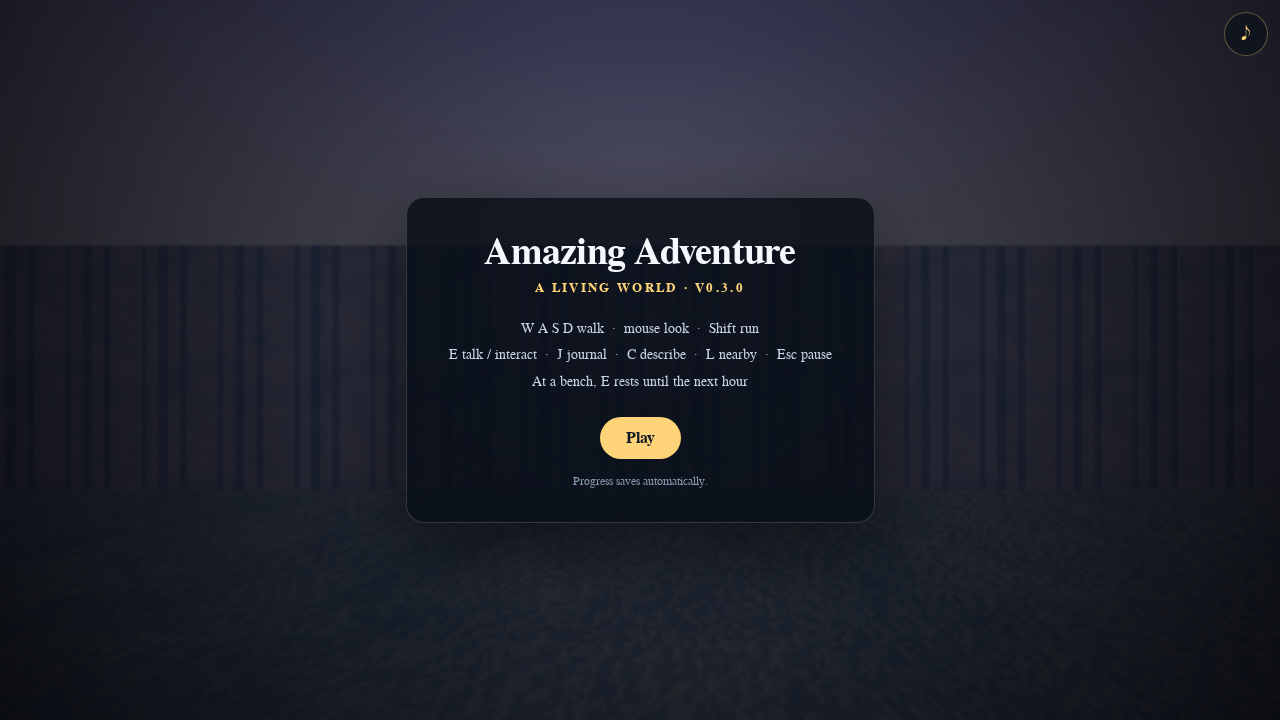 Amazing Adventure
A LIVING WORLD · V0.3.0
W A S D walk · mouse look · Shift run
E talk / interact · J journal · C describe · L nearby · Esc pause
At a bench, E rests until the next hour
Play
Progress saves automatically.